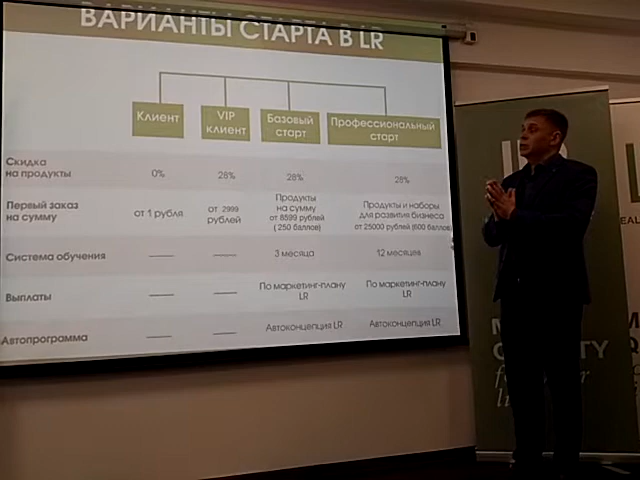 ВАРИАНТЫ СТАРТА В LR
Клиент
VIP
клиент
Базовый
старт
Профессиональный
старт
Скидка
на продукты
0%
28%
28%
28%
Первый заказ
на сумму
от 1 рубля
от 2999
рублей
Продукты
на сумму
от 8599 рублей
( 250 баллов)
Продукты и наборы
для развития бизнеса
от 25000 рублей (600 баллов)
Система обучения
3 месяца
12 месяцев
Выплаты
По маркетинг-плану
LR
По маркетинг-плану
LR
Автопрограмма
Автоконцепция LR
Автоконцепция LR